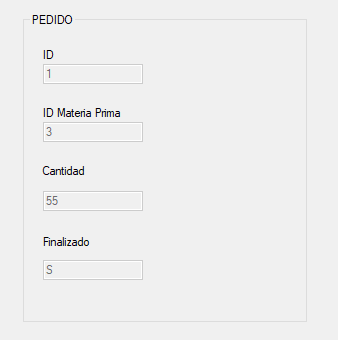 PEDIDO
ID
1
ID Materia Prima
3
Cantidad
55
Finalizado
S